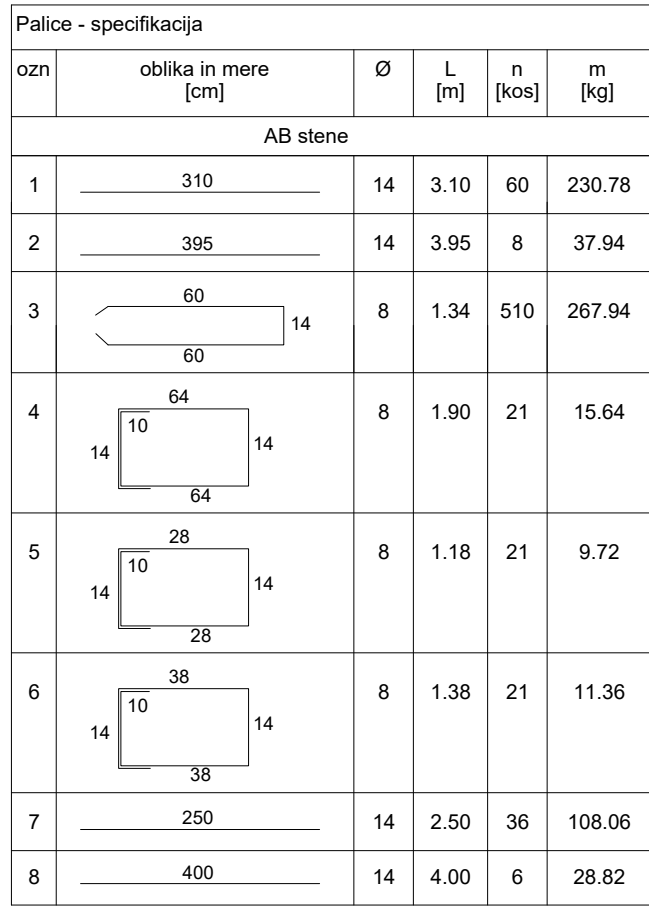 Palice - specifikacija
ozn oblika in mere [cm] Ø L [m] n [kos] m [kg]
AB stene
1 310 14 3.10 60 230.78
2 395 14 3.95 8 37.94
60
3 14 8 1.34 510 267.94
60
64
4 10 14 14 8 1.90 21 15.64
64
28
5 10 14 14 8 1.18 21 9.72
28
38
6 10 14 14 8 1.38 21 11.36
38
7 250 14 2.50 36 108.06
8 400 14 4.00 6 28.82